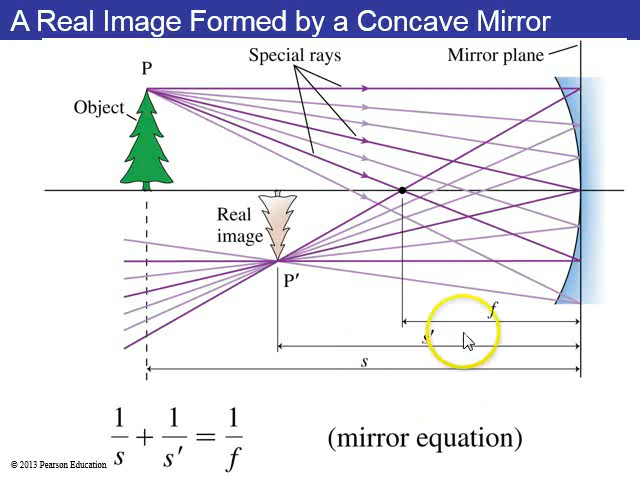 A Real Image Formed by a Concave Mirror
Special rays
Mirror plane
P
Object
Real
image
P′
f
s′
s
1/s + 1/s′ = 1/f (mirror equation)
© 2013 Pearson Education